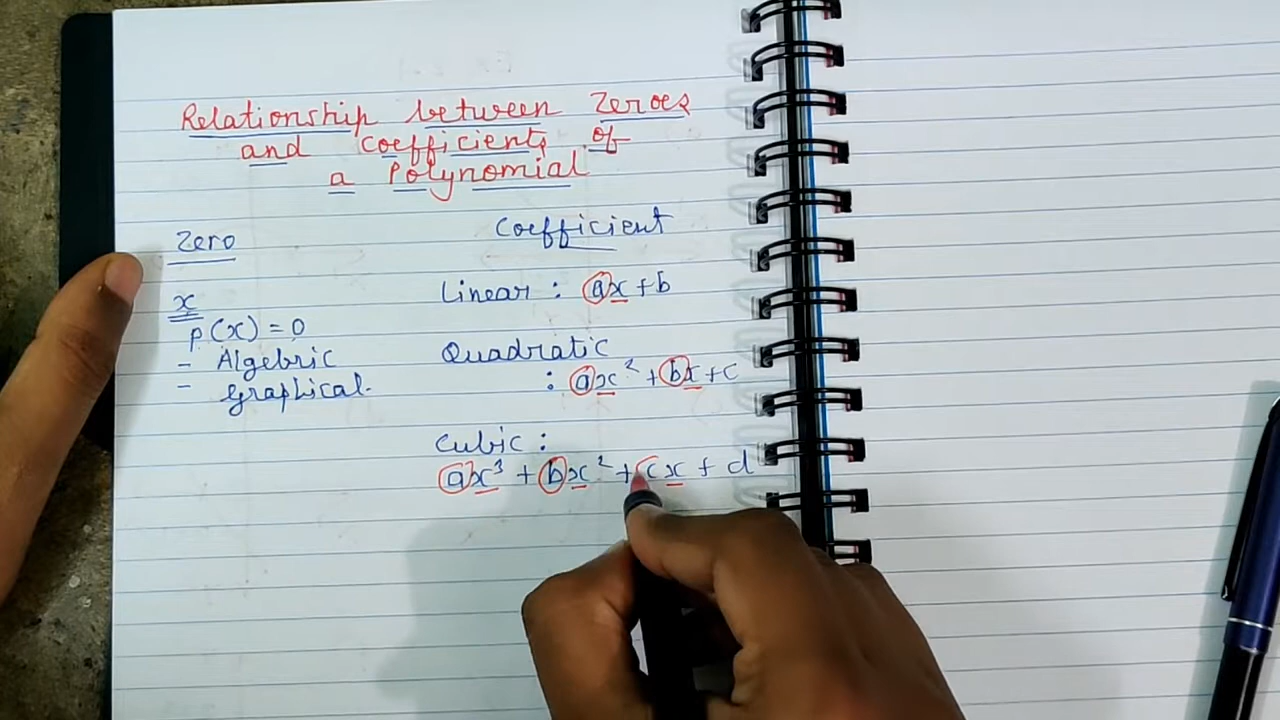 Relationship between Zeroes
and Coefficients of
a Polynomial
Zero
x
p(x) = 0
- Algebric
- Graphical.
Coefficient
Linear : ax + b
Quadratic
: ax² + bx + c
Cubic :
ax³ + bx² + cx + d